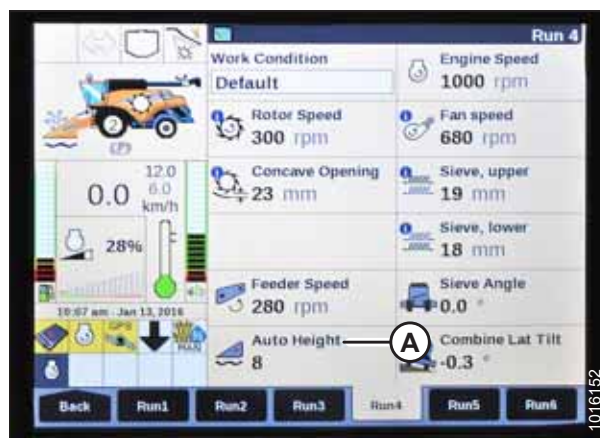 Run 4
Work Condition
Default
Engine Speed
1000 rpm
Rotor Speed
300 rpm
Fan speed
680 rpm
Concave Opening
23 mm
Sieve, upper
19 mm
Sieve, lower
18 mm
Feeder Speed
280 rpm
Sieve Angle
0.0 °
Auto Height
8
A
Combine Lat Tilt
-0.3 °
2
(P)
12.0
0.0
6.0
km/h
28%
10:07 am Jan 13, 2016
GPS
MAX
Back
Run1
Run2
Run3
Run4
Run5
Run6
1016152